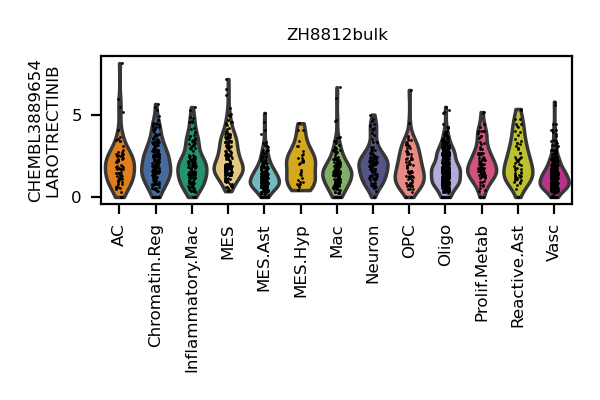 ZH8812bulk
CHEMBL3889654
LAROTRECTINIB
5
0
AC
Chromatin.Reg
Inflammatory.Mac
MES
MES.Ast
MES.Hyp
Mac
Neuron
OPC
Oligo
Prolif.Metab
Reactive.Ast
Vasc